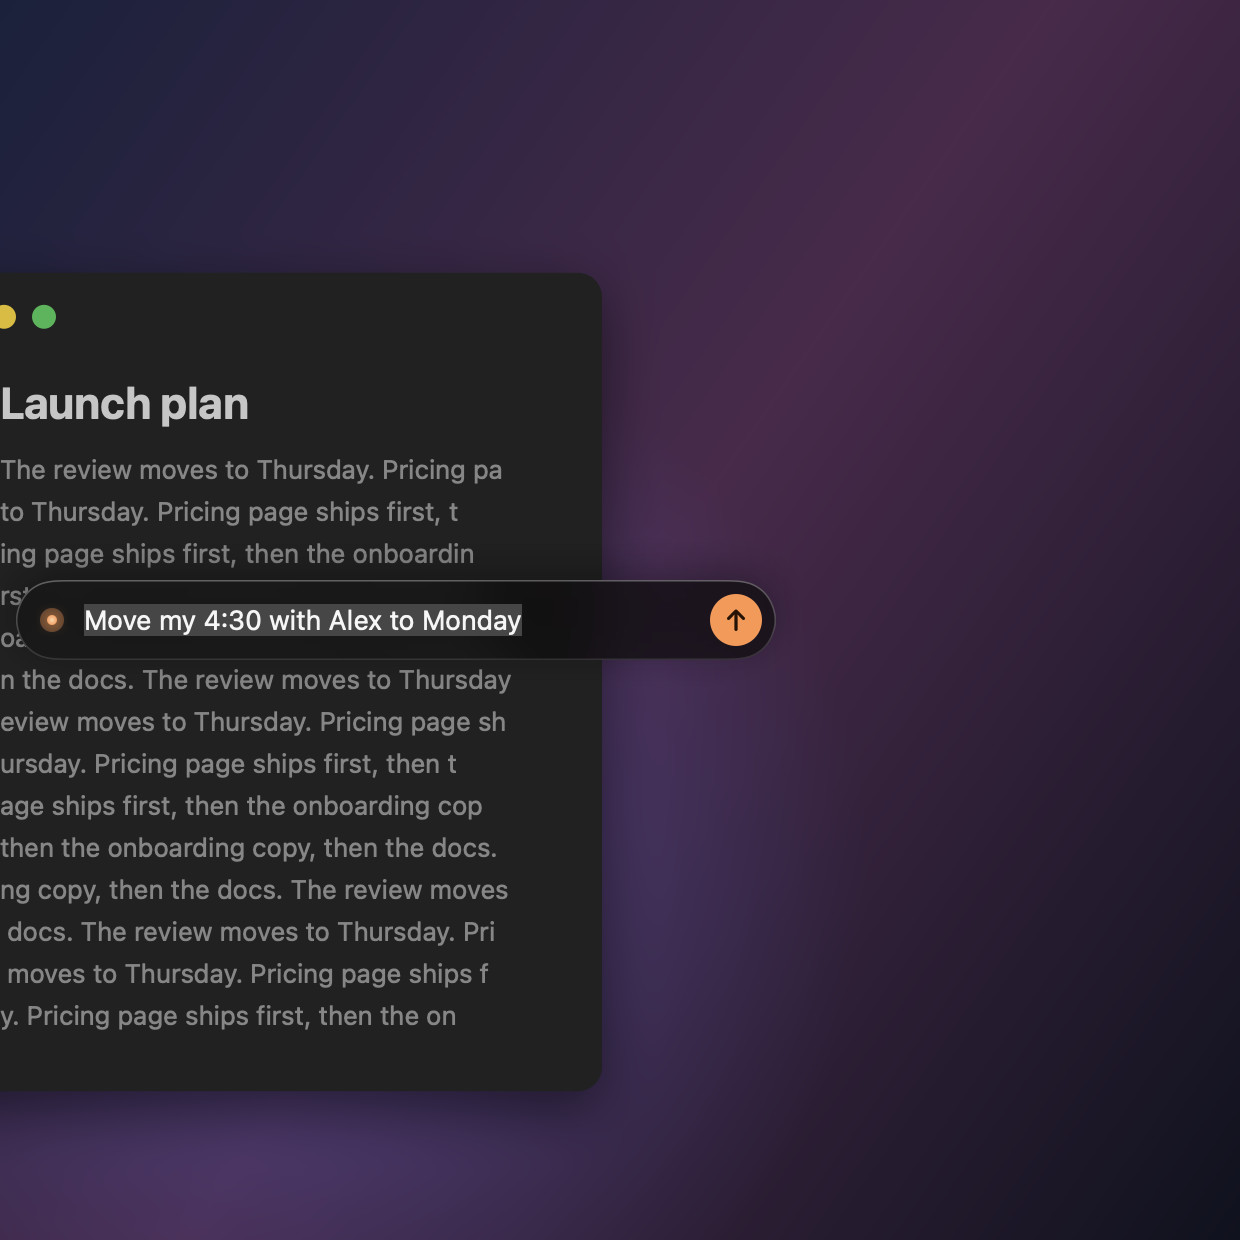 Launch plan
The review moves to Thursday. Pricing pa
to Thursday. Pricing page ships first, t
ing page ships first, then the onboardin
rst
oa
Move my 4:30 with Alex to Monday
n the docs. The review moves to Thursday
eview moves to Thursday. Pricing page sh
ursday. Pricing page ships first, then t
age ships first, then the onboarding cop
then the onboarding copy, then the docs.
ng copy, then the docs. The review moves
docs. The review moves to Thursday. Pri
moves to Thursday. Pricing page ships f
y. Pricing page ships first, then the on